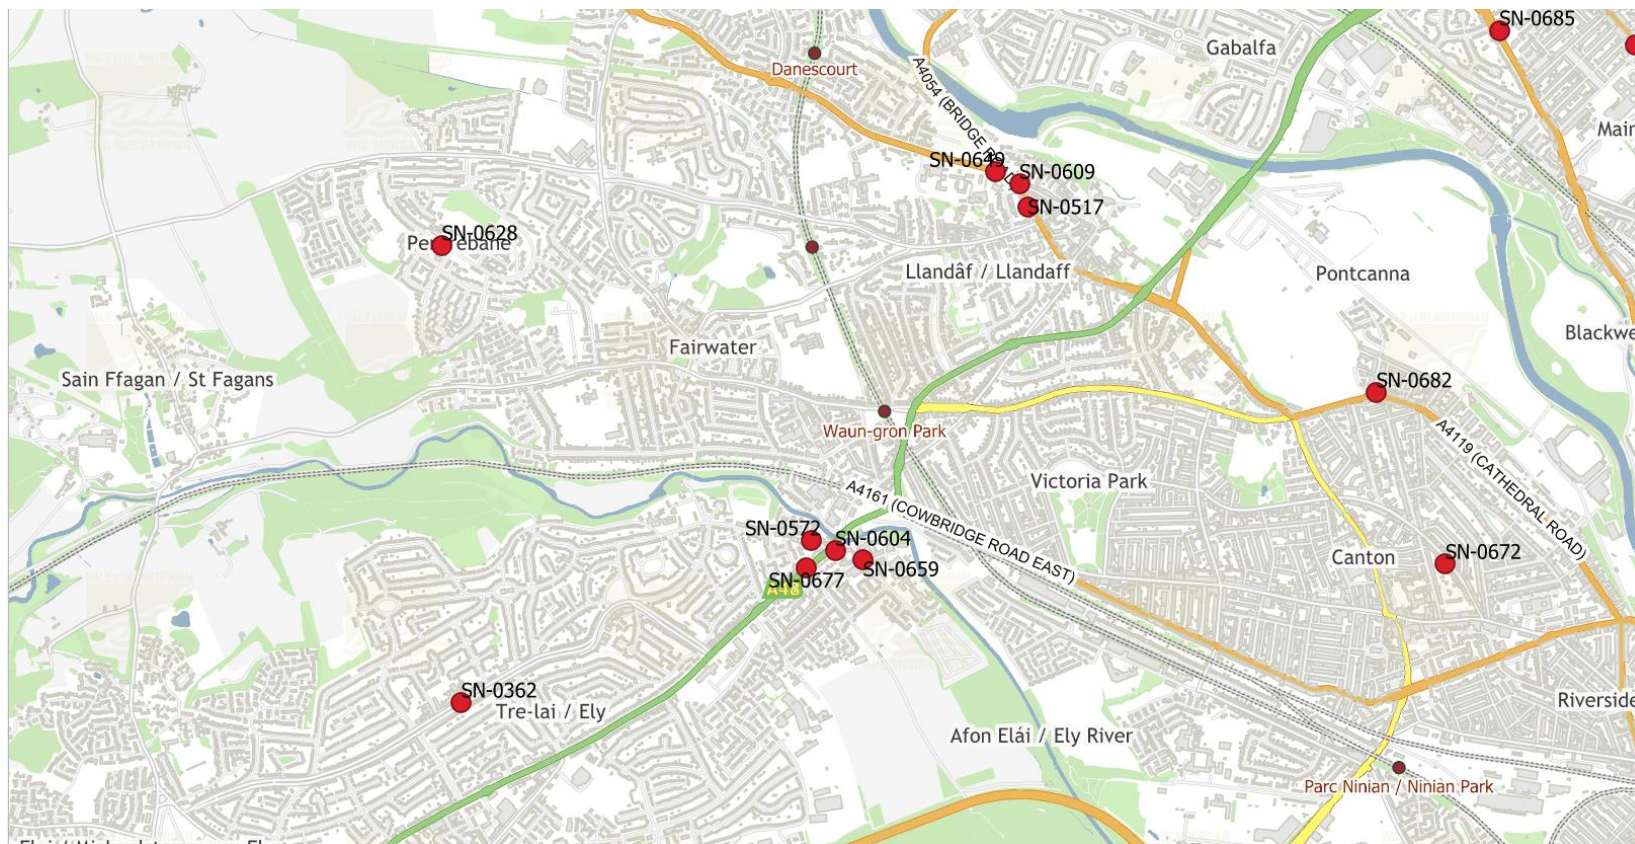 SN-0685
Gabalfa
Danescourt
A4054 (BRIDGE
Main
SN-0649
SN-0609
SN-0517
SN-0628
Llandâf / Llandaff
Pontcanna
Blackwe
Fairwater
Sain Ffagan / St Fagans
SN-0682
Waun-gron Park
A4119 (CATHEDRAL ROAD)
Victoria Park
A4161 (COWBRIDGE ROAD EAST)
SN-0572
SN-0604
SN-0659
SN-0677
A48
Canton
SN-0672
SN-0362
Tre-lai / Ely
Riverside
Afon Elái / Ely River
Parc Ninian / Ninian Park